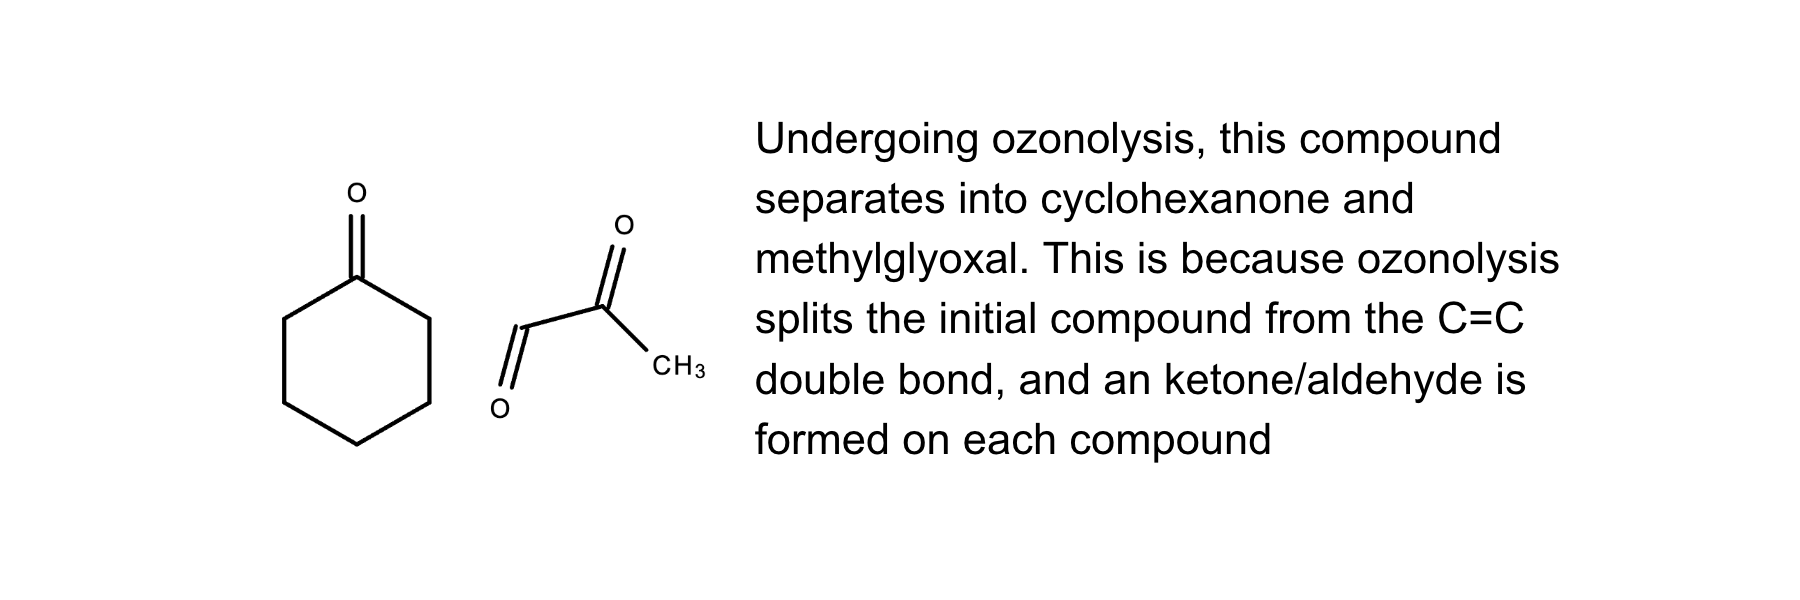 O
O
CH3
O
Undergoing ozonolysis, this compound
separates into cyclohexanone and
methylglyoxal. This is because ozonolysis
splits the initial compound from the C=C
double bond, and an ketone/aldehyde is
formed on each compound